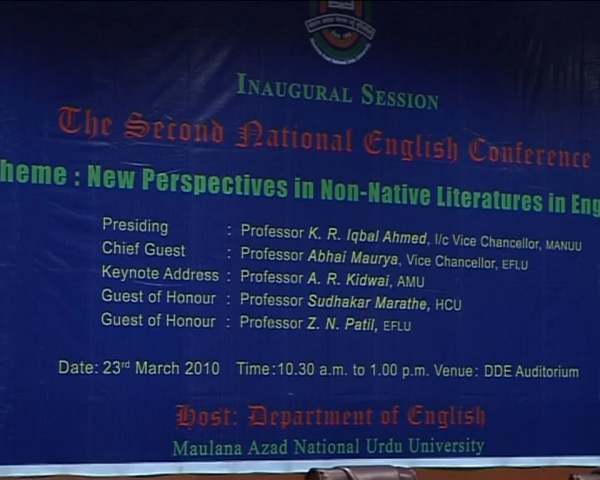 INAUGURAL SESSION
The Second National English Conference
heme : New Perspectives in Non-Native Literatures in Eng
Presiding : Professor K. R. Iqbal Ahmed, I/c Vice Chancellor, MANUU
Chief Guest : Professor Abhai Maurya, Vice Chancellor, EFLU
Keynote Address : Professor A. R. Kidwai, AMU
Guest of Honour : Professor Sudhakar Marathe, HCU
Guest of Honour : Professor Z. N. Patil, EFLU
Date: 23rd March 2010 Time:10.30 a.m. to 1.00 p.m. Venue: DDE Auditorium
Host: Department of English
Maulana Azad National Urdu University